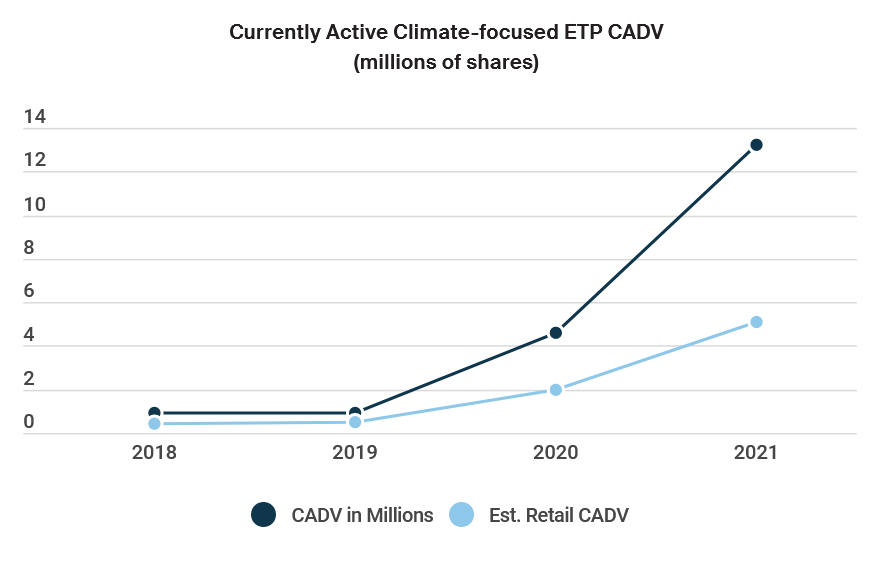 Currently Active Climate-focused ETP CADV
(millions of shares)
14
12
10
8
6
4
2
0
2018 2019 2020 2021
CADV in Millions Est. Retail CADV